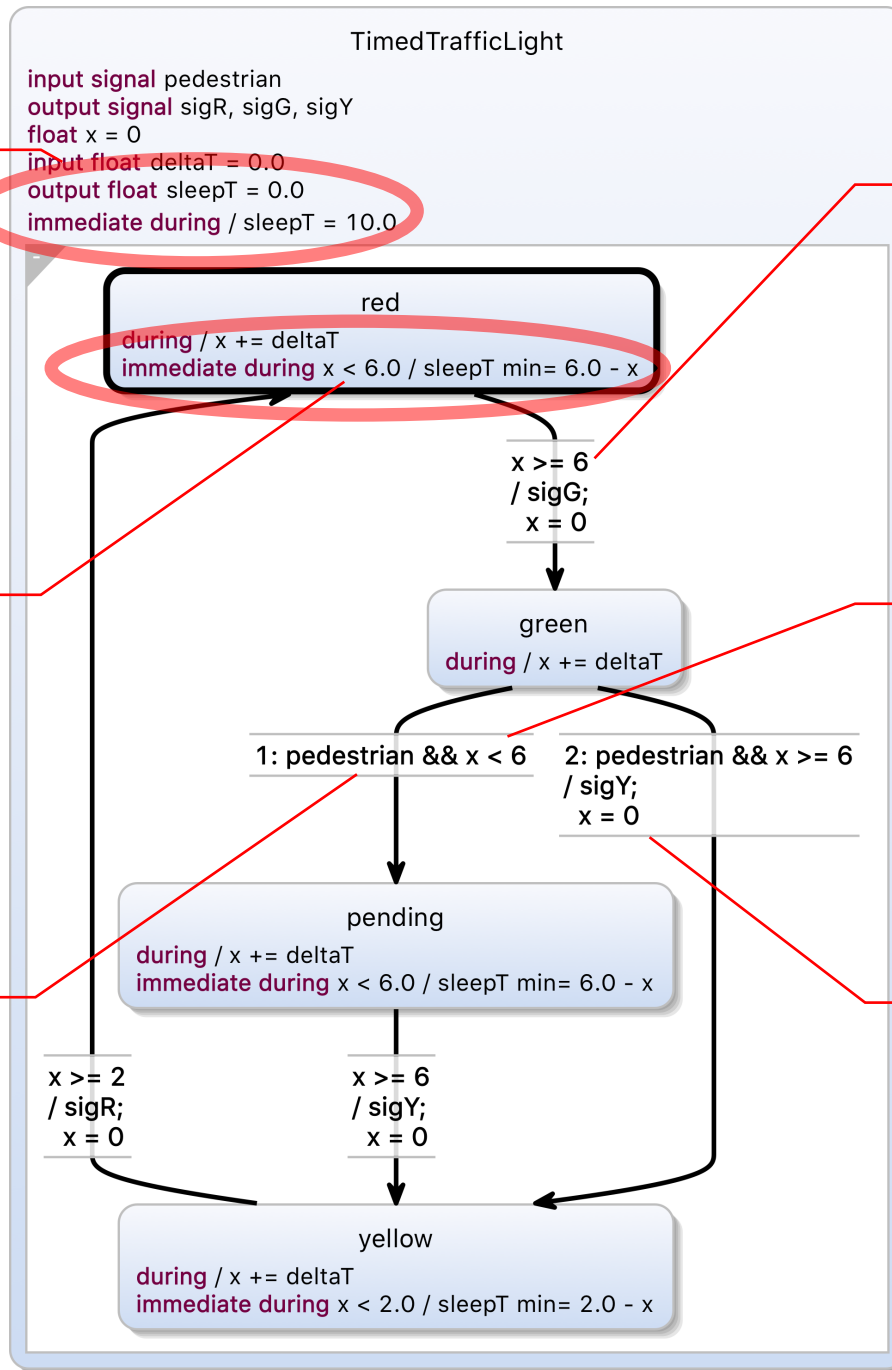 TimedTrafficLight
input signal pedestrian
output signal sigR, sigG, sigY
float x = 0
input float deltaT = 0.0
output float sleepT = 0.0
immediate during / sleepT = 10.0
-
red
during / x += deltaT
immediate during x < 6.0 / sleepT min= 6.0 - x
x >= 6
/ sigG;
x = 0
green
during / x += deltaT
1: pedestrian && x < 6
2: pedestrian && x >= 6
/ sigY;
x = 0
pending
during / x += deltaT
immediate during x < 6.0 / sleepT min= 6.0 - x
x >= 2
/ sigR;
x = 0
x >= 6
/ sigY;
x = 0
yellow
during / x += deltaT
immediate during x < 2.0 / sleepT min= 2.0 - x